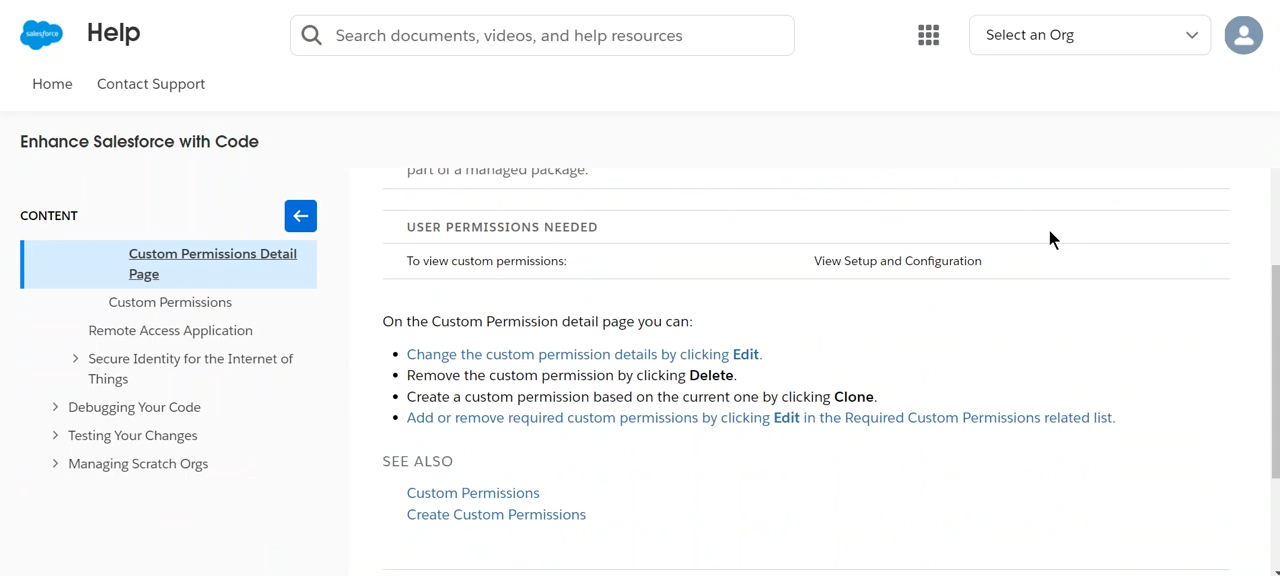 salesforce
Help
Search documents, videos, and help resources
Select an Org
Home
Contact Support
Enhance Salesforce with Code
CONTENT
Custom Permissions Detail
Page
Custom Permissions
Remote Access Application
Secure Identity for the Internet of
Things
Debugging Your Code
Testing Your Changes
Managing Scratch Orgs
part of a managed package.
USER PERMISSIONS NEEDED
To view custom permissions:
View Setup and Configuration
On the Custom Permission detail page you can:
• Change the custom permission details by clicking Edit.
• Remove the custom permission by clicking Delete.
• Create a custom permission based on the current one by clicking Clone.
• Add or remove required custom permissions by clicking Edit in the Required Custom Permissions related list.
SEE ALSO
Custom Permissions
Create Custom Permissions